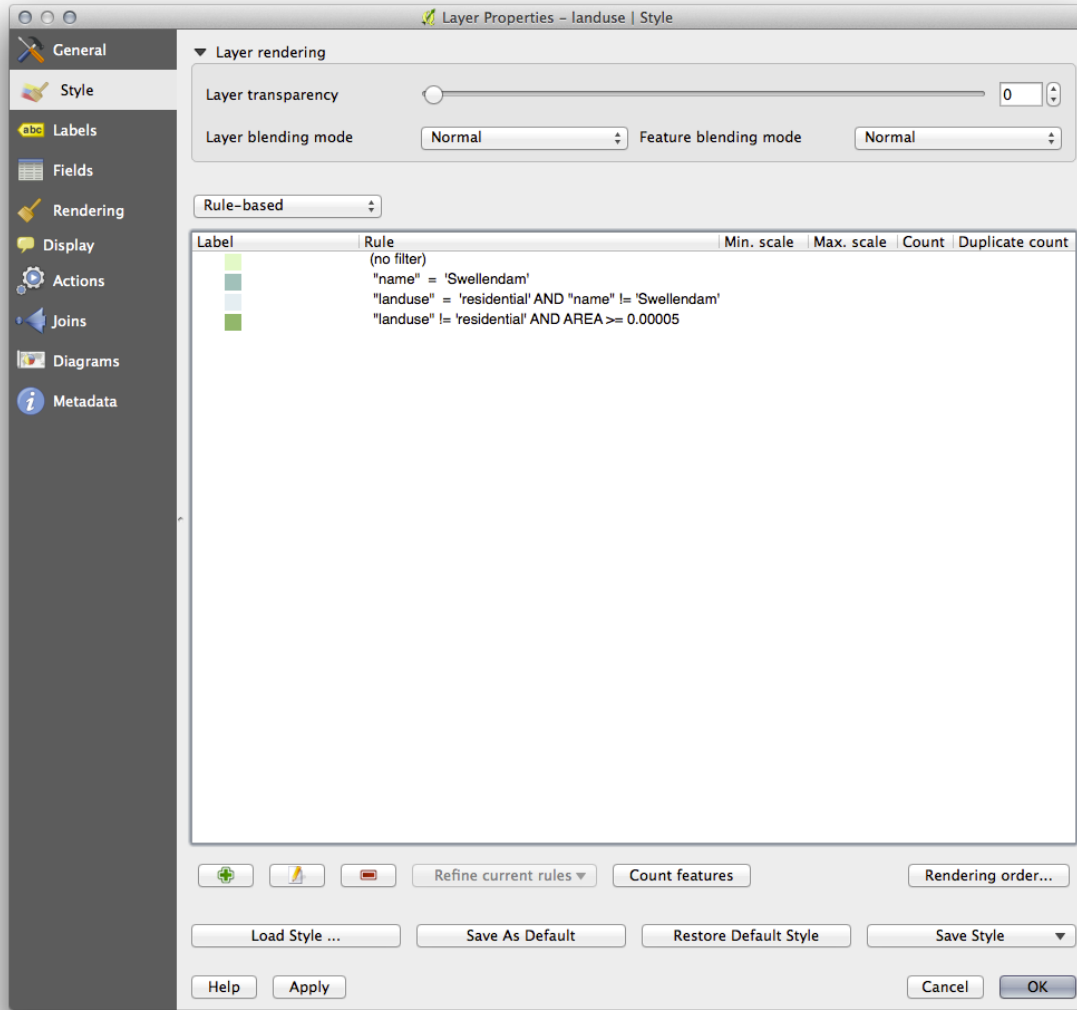 Layer Properties – landuse | Style
General
Style
abc Labels
Fields
Rendering
Display
Actions
Joins
Diagrams
i Metadata
Layer rendering
Layer transparency 0
Layer blending mode Normal Feature blending mode Normal
Rule-based
Label Rule Min. scale Max. scale Count Duplicate count
(no filter)
"name" = 'Swellendam'
"landuse" = 'residential' AND "name" != 'Swellendam'
"landuse" != 'residential' AND AREA >= 0.00005
Refine current rules Count features Rendering order...
Load Style ... Save As Default Restore Default Style Save Style
Help Apply Cancel OK